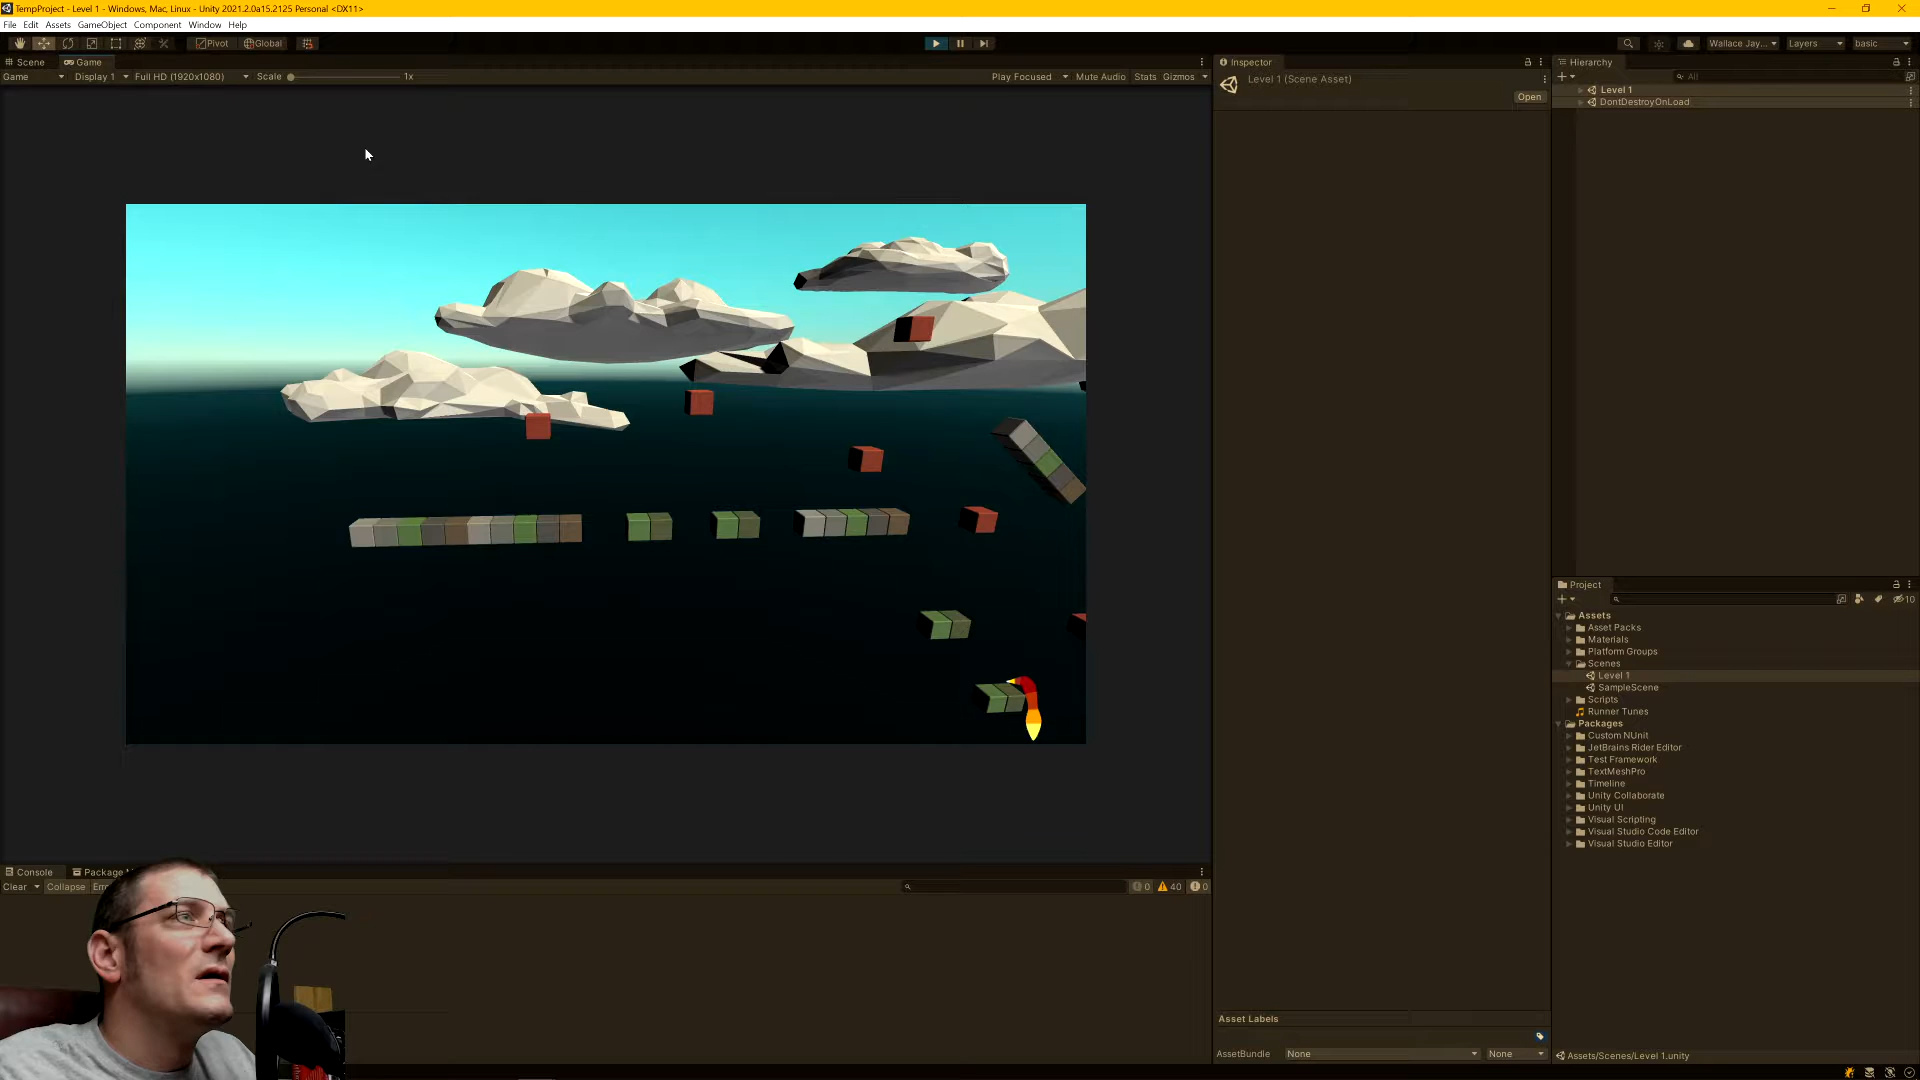 TempProject - Level 1 - Windows, Mac, Linux - Unity 2021.2.0a15.2125 Personal <DX11>
File Edit Assets GameObject Component Window Help
Pivot Global
Wallace Jay... Layers basic
Scene Game
Game Display 1 Full HD (1920x1080) Scale 1x Play Focused Mute Audio Stats Gizmos
Console Package
Clear Collapse
0 40 0
Inspector
Level 1 (Scene Asset)
Open
Asset Labels
AssetBundle None None
Hierarchy
All
Level 1
DontDestroyOnLoad
Project
10
Assets
Asset Packs
Materials
Platform Groups
Scenes
Level 1
SampleScene
Scripts
Runner Tunes
Packages
Custom NUnit
JetBrains Rider Editor
Test Framework
TextMeshPro
Timeline
Unity Collaborate
Unity UI
Visual Scripting
Visual Studio Code Editor
Visual Studio Editor
Assets/Scenes/Level 1.unity